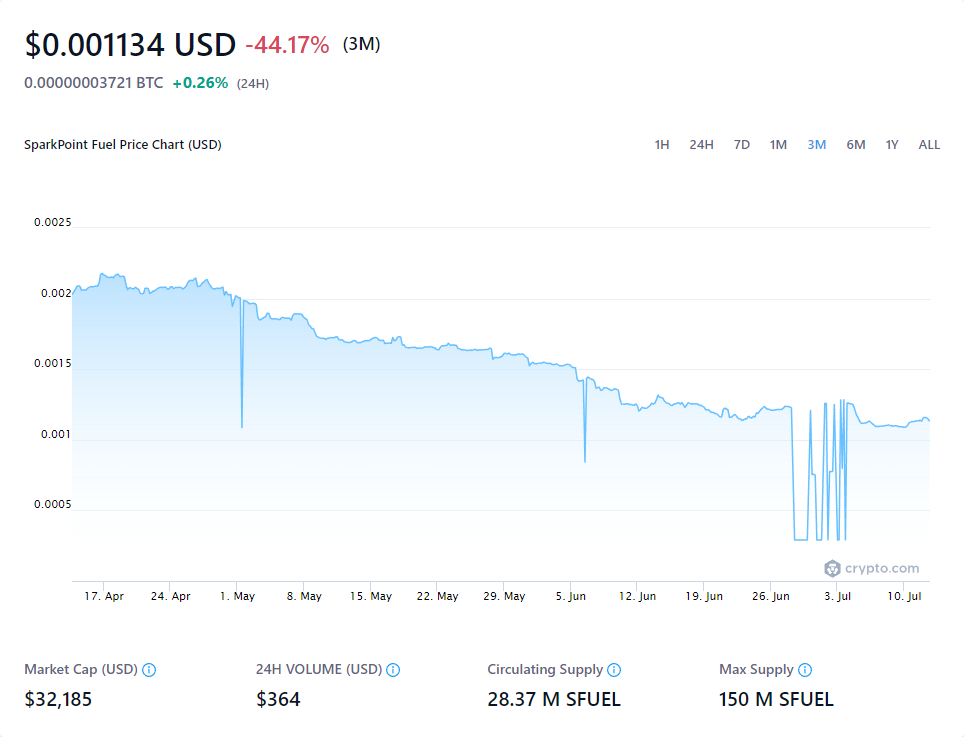 $0.001134 USD -44.17% (3M)
0.00000003721 BTC +0.26% (24H)
SparkPoint Fuel Price Chart (USD) 1H 24H 7D 1M 3M 6M 1Y ALL
0.0025
0.002
0.0015
0.001
0.0005
crypto.com
17. Apr 24. Apr 1. May 8. May 15. May 22. May 29. May 5. Jun 12. Jun 19. Jun 26. Jun 3. Jul 10. Jul
Market Cap (USD) 24H VOLUME (USD) Circulating Supply Max Supply
$32,185 $364 28.37 M SFUEL 150 M SFUEL